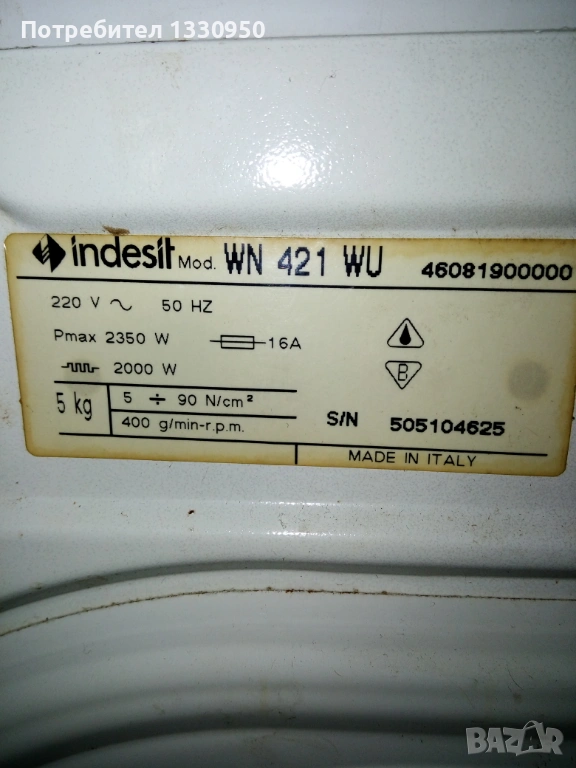 Потребител 1330950
indesit Mod. WN 421 WU 46081900000
220 V ~ 50 HZ
Pmax 2350 W 16A
2000 W
B
5 kg
5 ÷ 90 N/cm²
400 g/min-r.p.m.
S/N 505104625
MADE IN ITALY
BAZAR